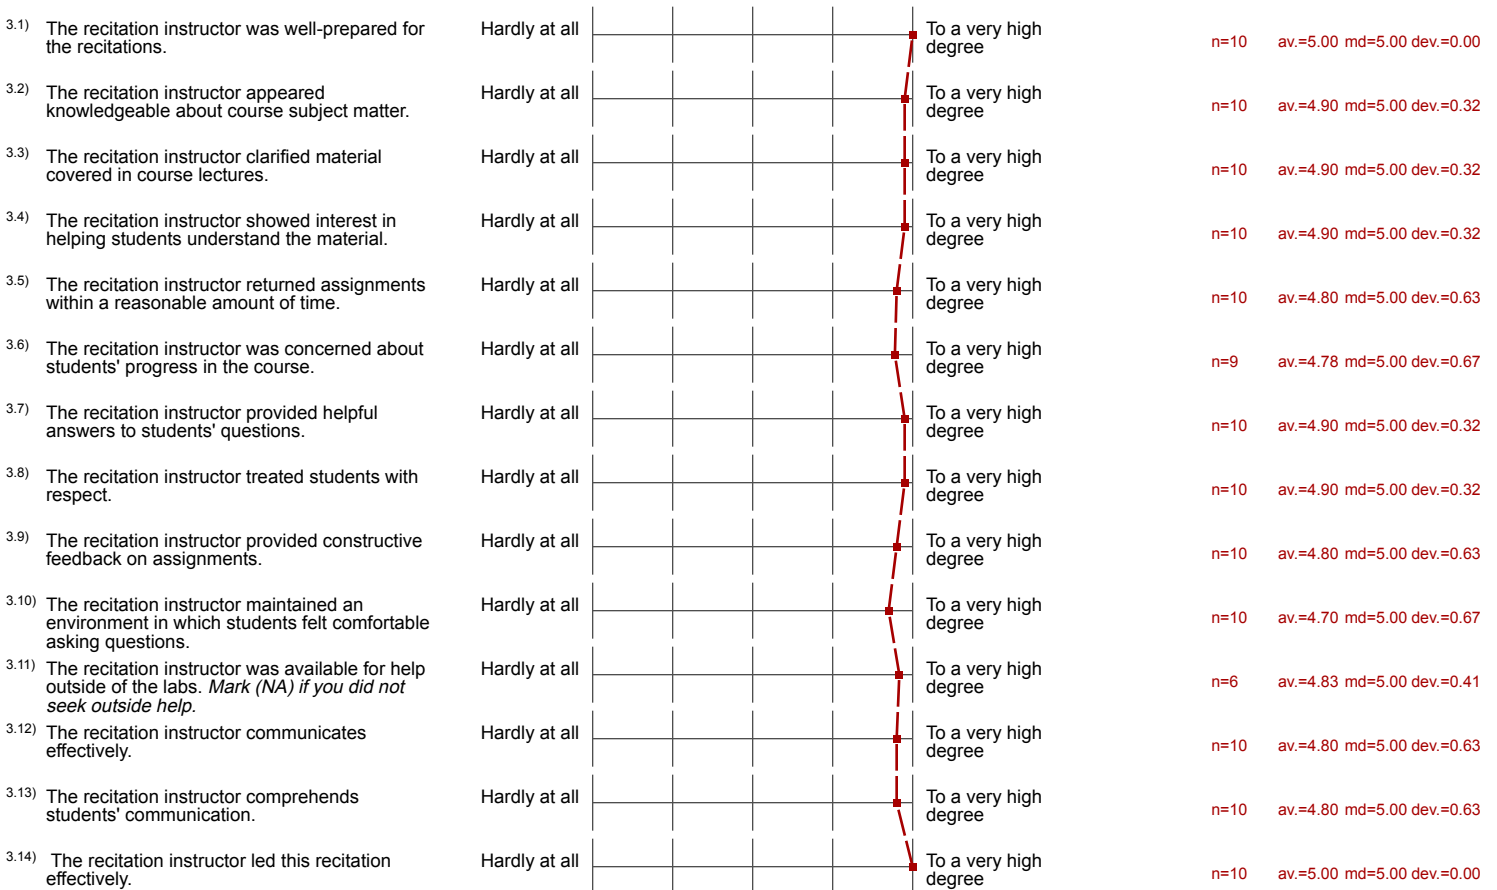 3.1) The recitation instructor was well-prepared for Hardly at all To a very high
the recitations. degree n=10 av.=5.00 md=5.00 dev.=0.00
3.2) The recitation instructor appeared Hardly at all To a very high
knowledgeable about course subject matter. degree n=10 av.=4.90 md=5.00 dev.=0.32
3.3) The recitation instructor clarified material Hardly at all To a very high
covered in course lectures. degree n=10 av.=4.90 md=5.00 dev.=0.32
3.4) The recitation instructor showed interest in Hardly at all To a very high
helping students understand the material. degree n=10 av.=4.90 md=5.00 dev.=0.32
3.5) The recitation instructor returned assignments Hardly at all To a very high
within a reasonable amount of time. degree n=10 av.=4.80 md=5.00 dev.=0.63
3.6) The recitation instructor was concerned about Hardly at all To a very high
students' progress in the course. degree n=9 av.=4.78 md=5.00 dev.=0.67
3.7) The recitation instructor provided helpful Hardly at all To a very high
answers to students' questions. degree n=10 av.=4.90 md=5.00 dev.=0.32
3.8) The recitation instructor treated students with Hardly at all To a very high
respect. degree n=10 av.=4.90 md=5.00 dev.=0.32
3.9) The recitation instructor provided constructive Hardly at all To a very high
feedback on assignments. degree n=10 av.=4.80 md=5.00 dev.=0.63
3.10) The recitation instructor maintained an Hardly at all To a very high
environment in which students felt comfortable degree n=10 av.=4.70 md=5.00 dev.=0.67
asking questions.
3.11) The recitation instructor was available for help Hardly at all To a very high
outside of the labs. Mark (NA) if you did not degree n=6 av.=4.83 md=5.00 dev.=0.41
seek outside help.
3.12) The recitation instructor communicates Hardly at all To a very high
effectively. degree n=10 av.=4.80 md=5.00 dev.=0.63
3.13) The recitation instructor comprehends Hardly at all To a very high
students' communication. degree n=10 av.=4.80 md=5.00 dev.=0.63
3.14) The recitation instructor led this recitation Hardly at all To a very high
effectively. degree n=10 av.=5.00 md=5.00 dev.=0.00